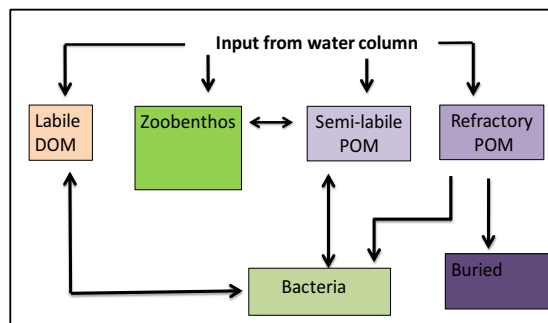 Input from water column
Labile
DOM
Zoobenthos
Semi-labile
POM
Refractory
POM
Bacteria
Buried